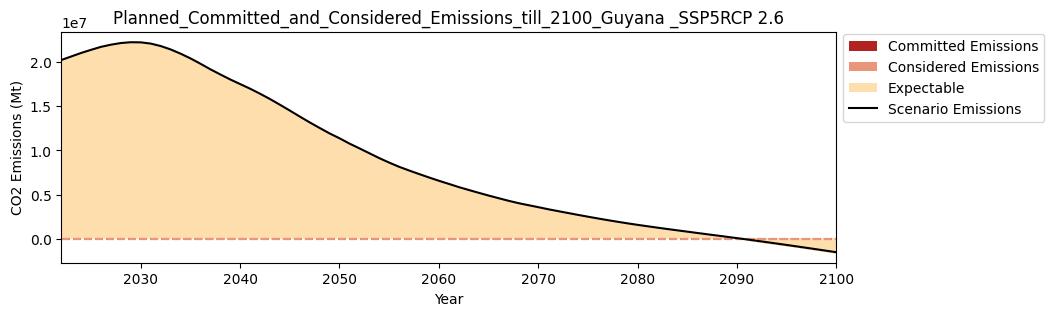 Planned_Committed_and_Considered_Emissions_till_2100_Guyana _SSP5RCP 2.6
1e7
CO2 Emissions (Mt)
2.0
1.5
1.0
0.5
0.0
2030 2040 2050 2060 2070 2080 2090 2100
Year
Committed Emissions
Considered Emissions
Expectable
Scenario Emissions